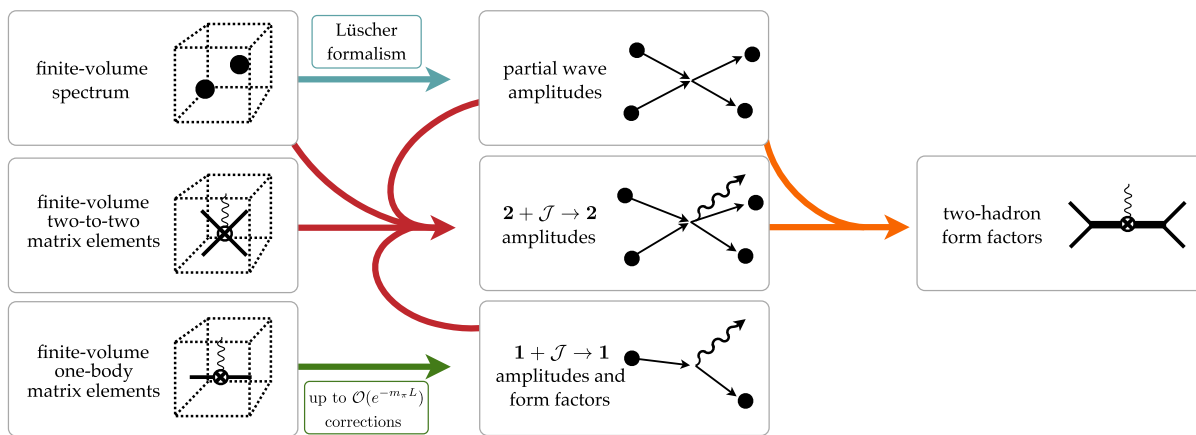 finite-volume
spectrum
Lüscher
formalism
partial wave
amplitudes
finite-volume
two-to-two
matrix elements
2 + 𝒥 → 2
amplitudes
two-hadron
form factors
finite-volume
one-body
matrix elements
up to 𝒪(e^{-m_π L})
corrections
1 + 𝒥 → 1
amplitudes and
form factors